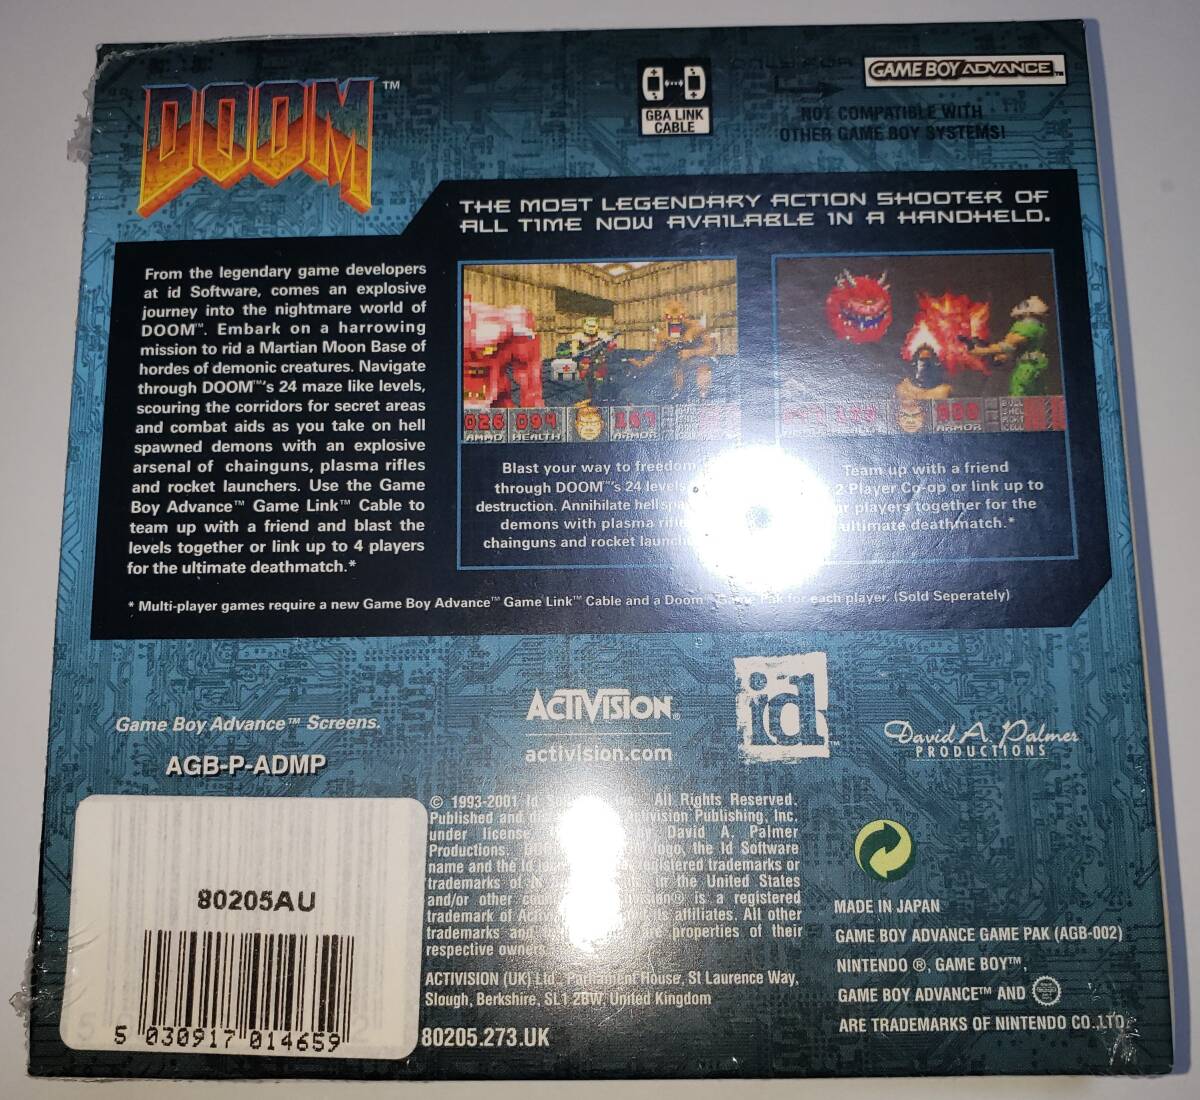 DOOM™
GBA LINK
CABLE
ONLY FOR
GAME BOY ADVANCE™
NOT COMPATIBLE WITH
OTHER GAME BOY SYSTEMS!
THE MOST LEGENDARY ACTION SHOOTER OF
ALL TIME NOW AVAILABLE IN A HANDHELD.
From the legendary game developers
at id Software, comes an explosive
journey into the nightmare world of
DOOM™. Embark on a harrowing
mission to rid a Martian Moon Base of
hordes of demonic creatures. Navigate
through DOOM™'s 24 maze like levels,
scouring the corridors for secret areas
and combat aids as you take on hell
spawned demons with an explosive
arsenal of chainguns, plasma rifles
and rocket launchers. Use the Game
Boy Advance™ Game Link™ Cable to
team up with a friend and blast the
levels together or link up to 4 players
for the ultimate deathmatch.*
026 094 167
AMMO HEALTH ARMOR
ARMOR
Blast your way to freedom
through DOOM™'s 24 levels
destruction. Annihilate
demons with plasma
chainguns and rocket
Team up with a friend
2 Player Co-op or link up to
players together for the
ultimate deathmatch.*
* Multi-player games require a new Game Boy Advance™ Game Link™ Cable and a Doom™ Game Pak for each player. (Sold Seperately)
Game Boy Advance™ Screens.
AGB-P-ADMP
ACTIVISION®
activision.com
id™
David A. Palmer
PRODUCTIONS
© 1993-2001 Id All Rights Reserved.
Published and Activision Publishing, Inc.
under license. by David A. Palmer
Productions. logo, the Id Software
name and the Id registered trademarks or
trademarks of in the United States
and/or other is a registered
trademark of its affiliates. All other
trademarks and properties of their
respective owners
ACTIVISION (UK) Ltd., Parliament House, St Laurence Way,
Slough, Berkshire, SL1 2BW, United Kingdom
80205.273.UK
80205AU
5 030917 014659
MADE IN JAPAN
GAME BOY ADVANCE GAME PAK (AGB-002)
NINTENDO ®, GAME BOY™,
GAME BOY ADVANCE™ AND
ARE TRADEMARKS OF NINTENDO CO.,LTD.